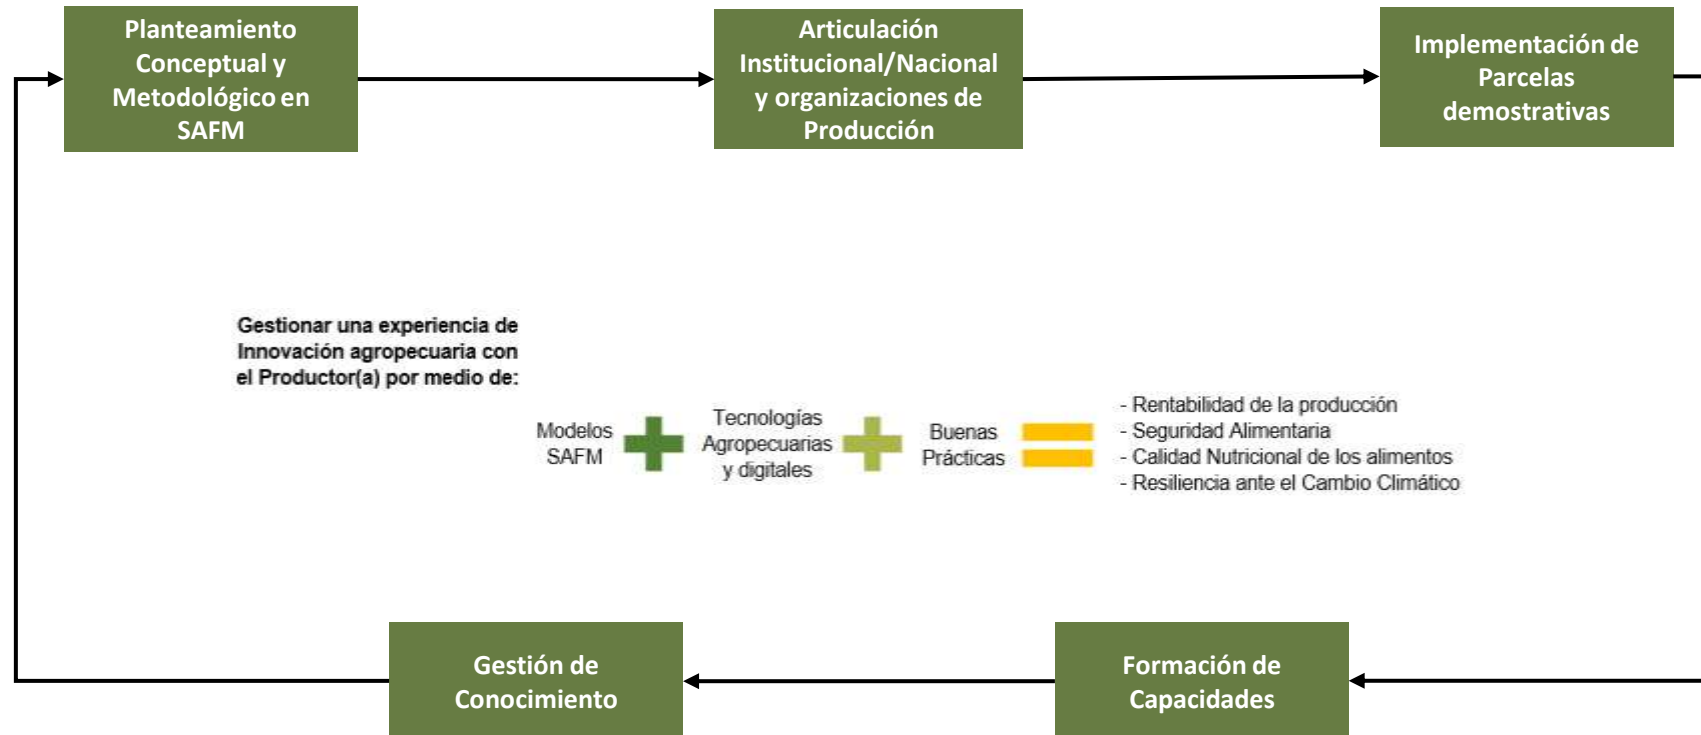 Planteamiento
Conceptual y
Metodológico en
SAFM
Articulación
Institucional/Nacional
y organizaciones de
Producción
Implementación de
Parcelas
demostrativas
Gestionar una experiencia de
Innovación agropecuaria con
el Productor(a) por medio de:
Modelos
SAFM
Tecnologías
Agropecuarias
y digitales
Buenas
Prácticas
- Rentabilidad de la producción
- Seguridad Alimentaria
- Calidad Nutricional de los alimentos
- Resiliencia ante el Cambio Climático
Gestión de
Conocimiento
Formación de
Capacidades